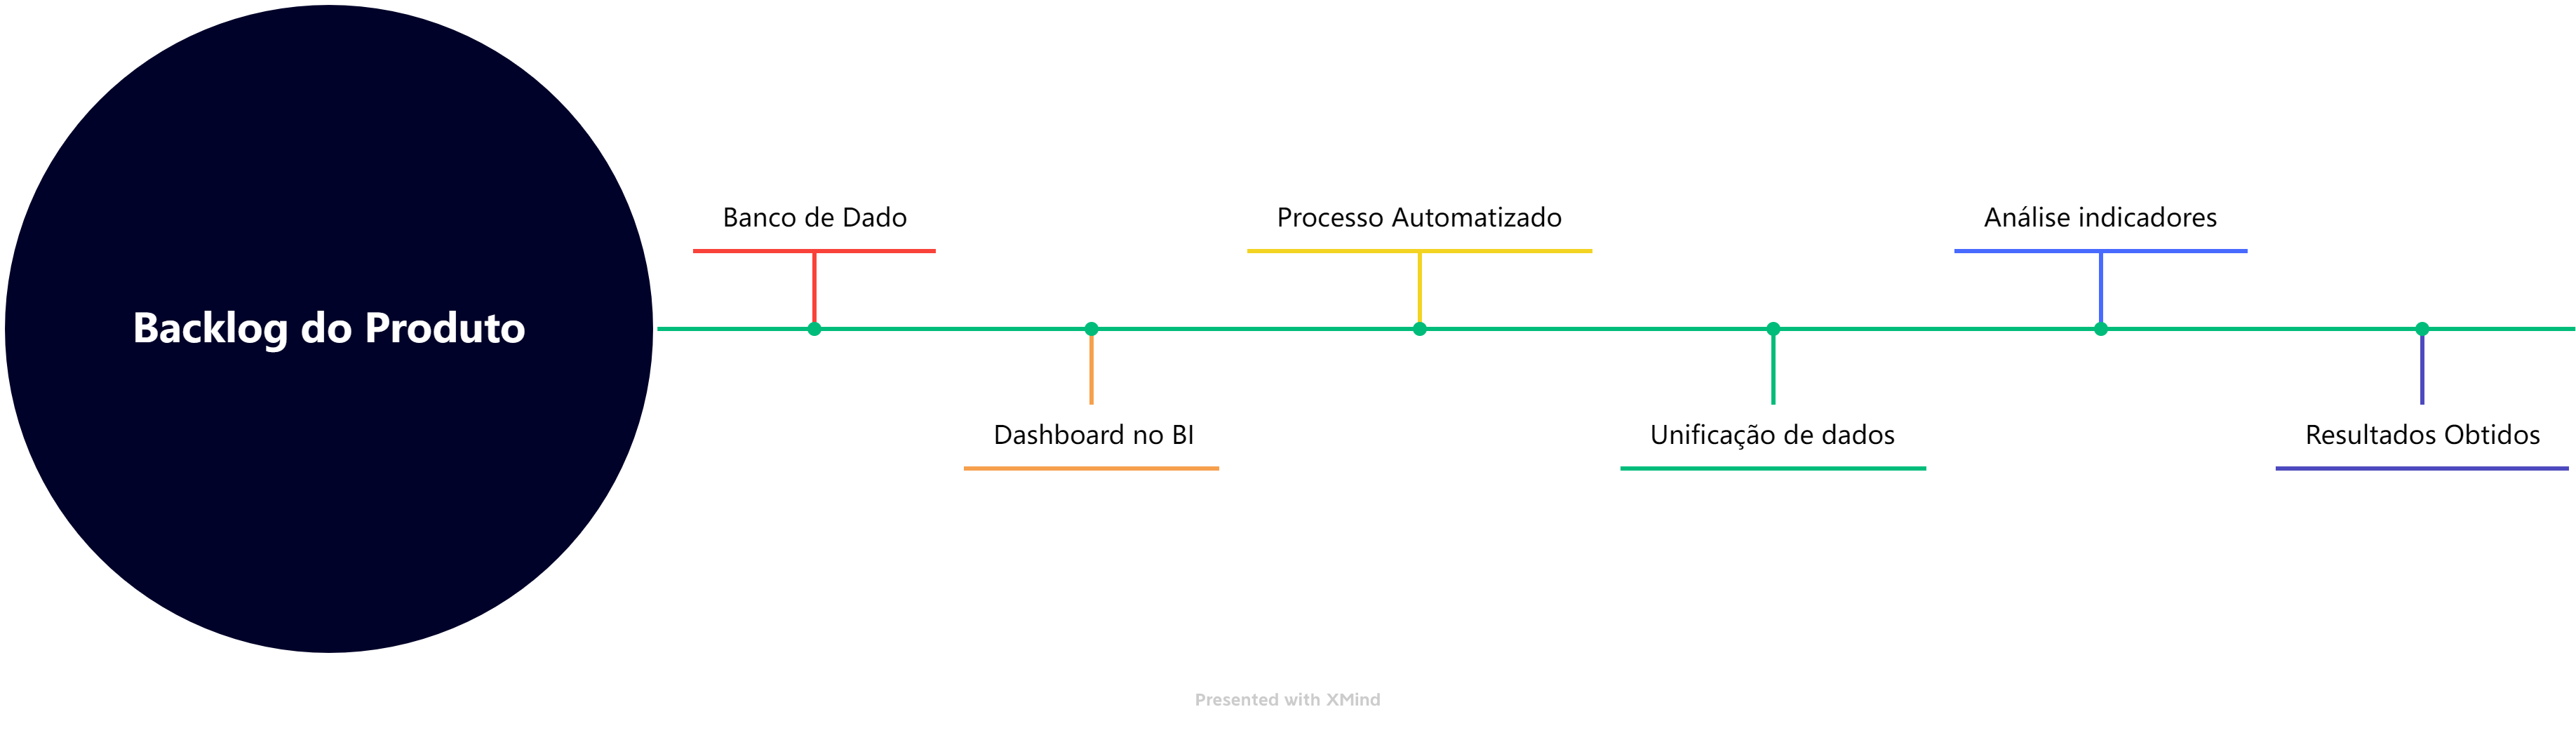 Backlog do Produto
Banco de Dado
Dashboard no BI
Processo Automatizado
Unificação de dados
Análise indicadores
Resultados Obtidos
Presented with XMind